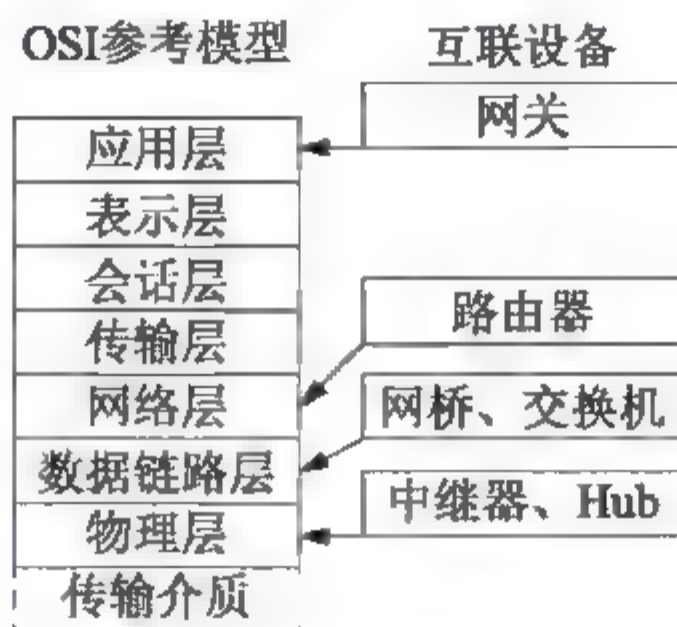 OSI参考模型
互联设备
网关
应用层
表示层
会话层
传输层
路由器
网络层
网桥、交换机
数据链路层
中继器、Hub
物理层
传输介质